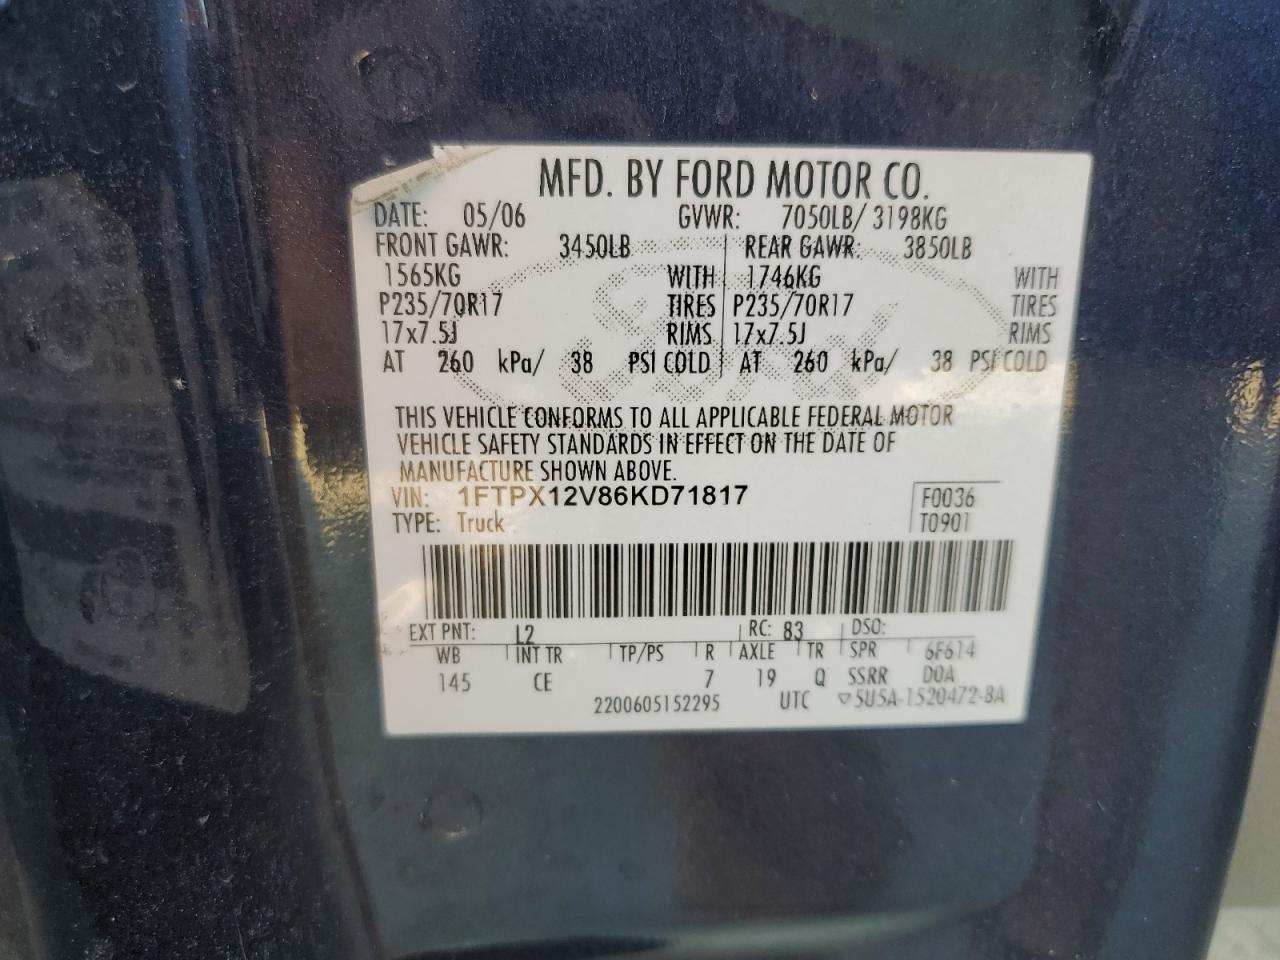 MFD. BY FORD MOTOR CO.
DATE: 05/06 GVWR: 7050LB/ 3198KG
FRONT GAWR: 3450LB REAR GAWR: 3850LB
1565KG WITH 1746KG WITH
P235/70R17 TIRES P235/70R17 TIRES
17x7.5J RIMS 17x7.5J RIMS
AT 260 kPa/ 38 PSI COLD AT 260 kPa/ 38 PSI COLD
THIS VEHICLE CONFORMS TO ALL APPLICABLE FEDERAL MOTOR
VEHICLE SAFETY STANDARDS IN EFFECT ON THE DATE OF
MANUFACTURE SHOWN ABOVE.
VIN: 1FTPX12V86KD71817 F0036
TYPE: Truck T0901
EXT PNT: L2 RC: 83 DSO:
WB INT TR TP/PS R AXLE TR SPR 6F614
145 CE 7 19 Q SSRR DOA
2200605152295 UTC ▽5U5A-1520472-BA